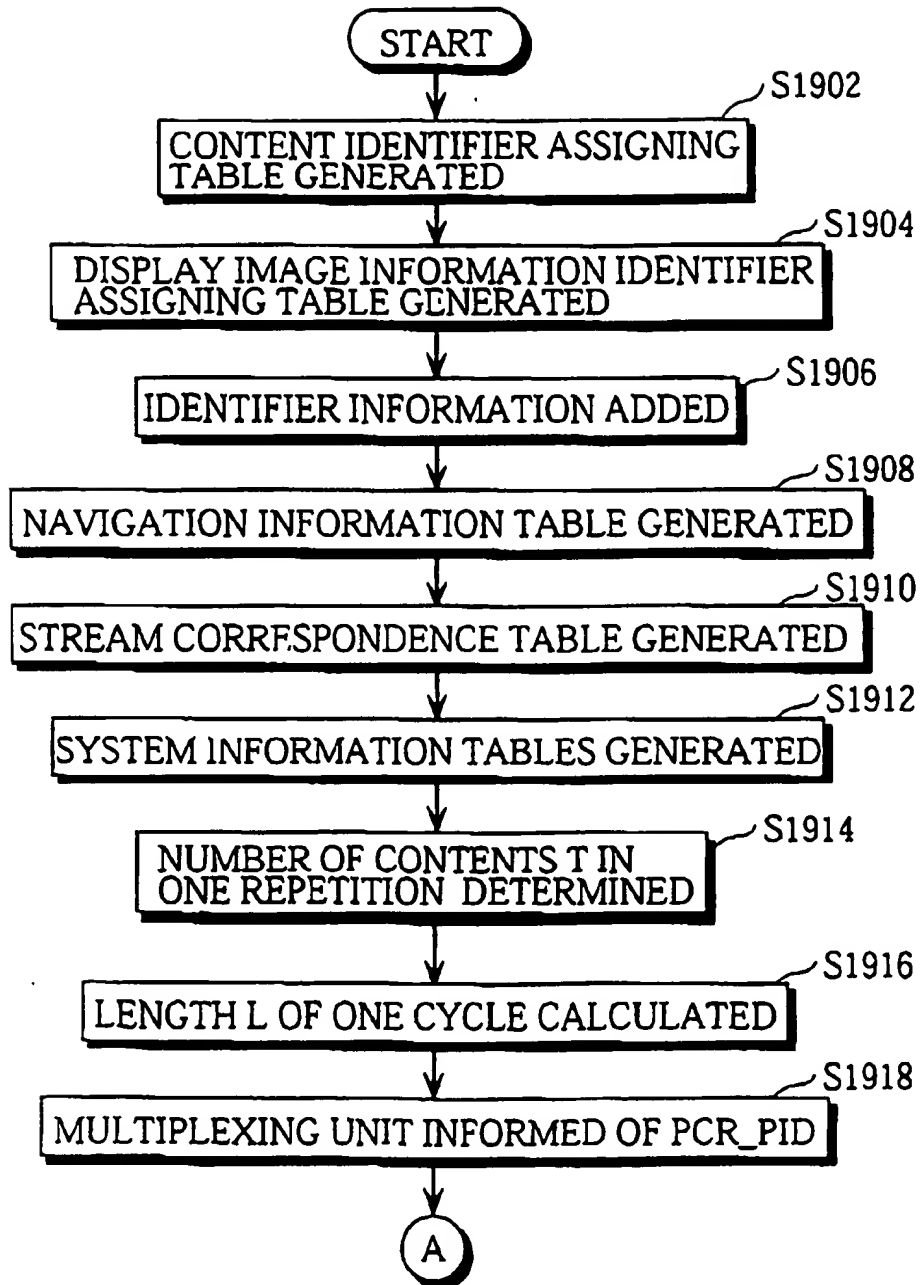 START
S1902
CONTENT IDENTIFIER ASSIGNING
TABLE GENERATED
S1904
DISPLAY IMAGE INFORMATION IDENTIFIER
ASSIGNING TABLE GENERATED
S1906
IDENTIFIER INFORMATION ADDED
S1908
NAVIGATION INFORMATION TABLE GENERATED
S1910
STREAM CORRESPONDENCE TABLE GENERATED
S1912
SYSTEM INFORMATION TABLES GENERATED
S1914
NUMBER OF CONTENTS T IN
ONE REPETITION DETERMINED
S1916
LENGTH L OF ONE CYCLE CALCULATED
S1918
MULTIPLEXING UNIT INFORMED OF PCR_PID
A